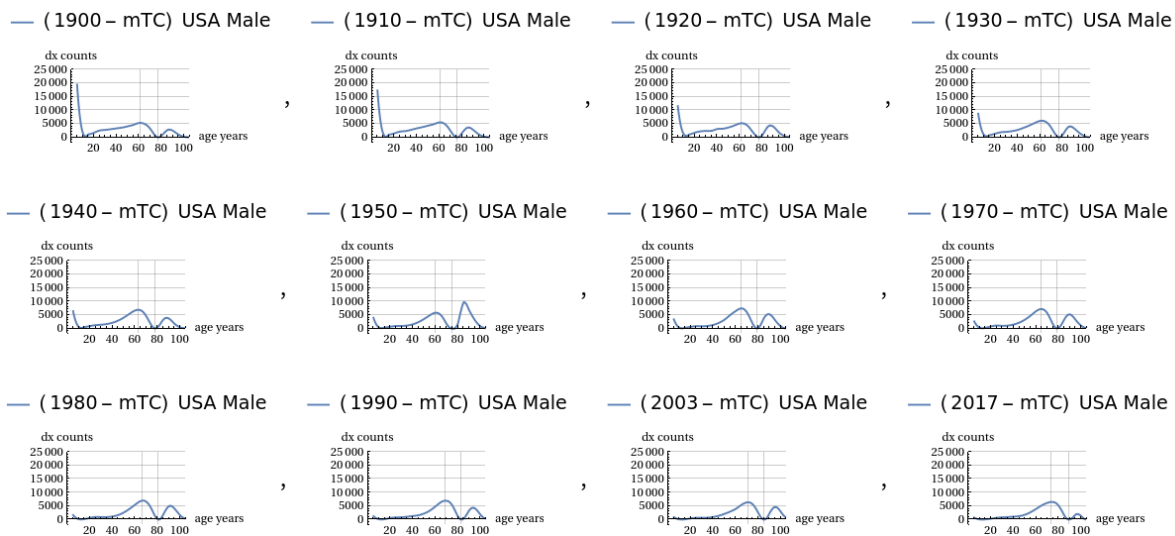 (1900 – mTC) USA Male (1910 – mTC) USA Male (1920 – mTC) USA Male (1930 – mTC) USA Male
dx counts dx counts dx counts dx counts
25 000 25 000 25 000 25 000
20 000 20 000 20 000 20 000
15 000 15 000 15 000 15 000
10 000 , 10 000 , 10 000 , 10 000
5000 5000 5000 5000
0 age years 0 age years 0 age years 0 age years
20 40 60 80 100 20 40 60 80 100 20 40 60 80 100 20 40 60 80 100
(1940 – mTC) USA Male (1950 – mTC) USA Male (1960 – mTC) USA Male (1970 – mTC) USA Male
dx counts dx counts dx counts dx counts
25 000 25 000 25 000 25 000
20 000 20 000 20 000 20 000
15 000 , 15 000 , 15 000 , 15 000
10 000 10 000 10 000 10 000
5000 5000 5000 5000
0 age years 0 age years 0 age years 0 age years
20 40 60 80 100 20 40 60 80 100 20 40 60 80 100 20 40 60 80 100
(1980 – mTC) USA Male (1990 – mTC) USA Male (2003 – mTC) USA Male (2017 – mTC) USA Male
dx counts dx counts dx counts dx counts
25 000 25 000 25 000 25 000
20 000 20 000 20 000 20 000
15 000 , 15 000 , 15 000 , 15 000
10 000 10 000 10 000 10 000
5000 5000 5000 5000
0 age years 0 age years 0 age years 0 age years
20 40 60 80 100 20 40 60 80 100 20 40 60 80 100 20 40 60 80 100